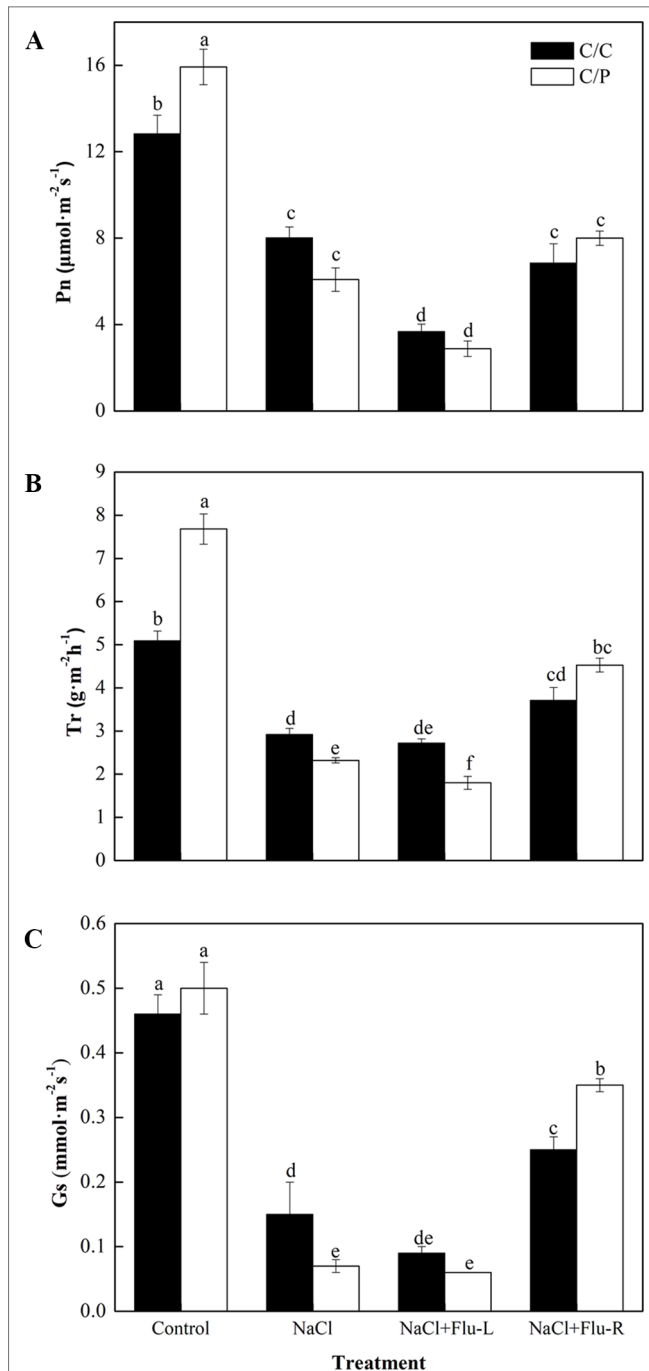 A
C/C
C/P
16
12
8
4
0
Pn (μmol·m⁻²s⁻¹)
b
a
c
c
d
d
c
c
B
9
8
7
6
5
4
3
2
1
0
Tr (g·m⁻²h⁻¹)
b
a
d
e
de
f
cd
bc
C
0.6
0.5
0.4
0.3
0.2
0.1
0.0
Gs (mmol·m⁻²s⁻¹)
a
a
d
e
de
e
c
b
Control NaCl NaCl+Flu-L NaCl+Flu-R
Treatment